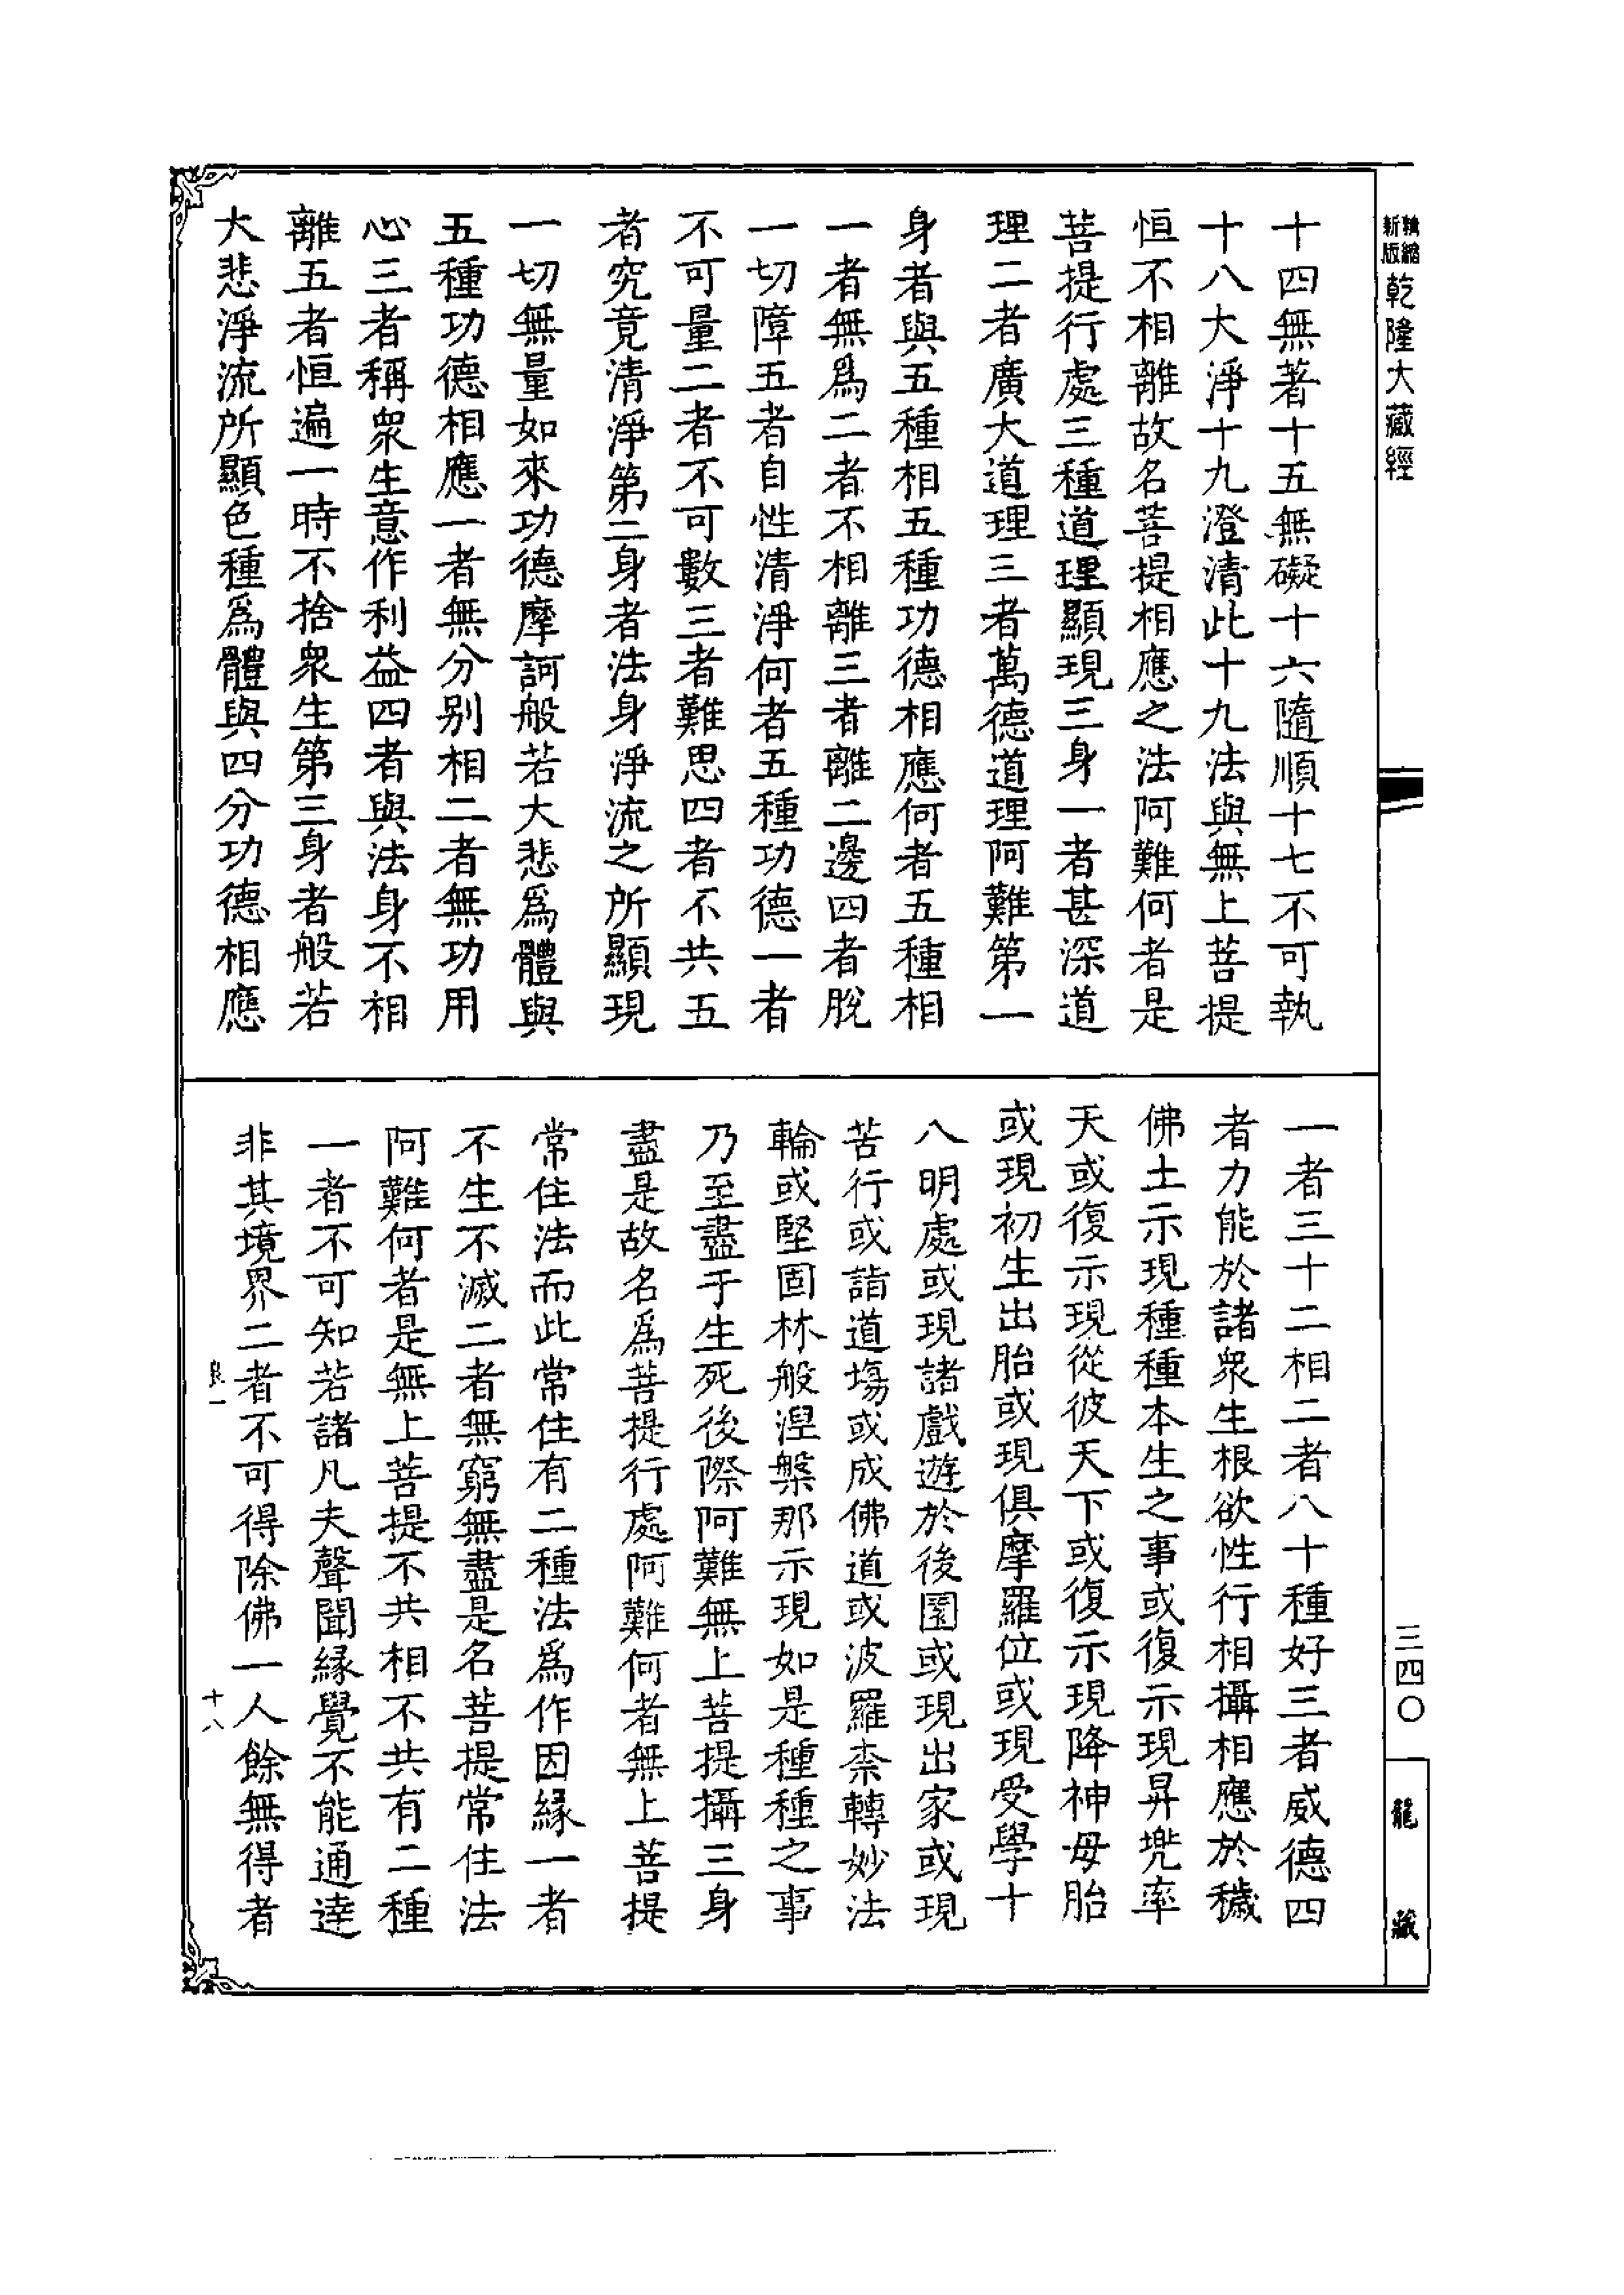 精縮
新版
乾隆大藏經
十四無著十五無礙十六隨順十七不可執
十八大淨十九澄清此十九法與無上菩提
恒不相離故名菩提相應之法阿難何者是
菩提行處三種道理顯現三身一者甚深道
理二者廣大道理三者萬德道理阿難第一
身者與五種相五種功德相應何者五種相
一者無爲二者不相離三者離二邊四者脫
一切障五者自性清淨何者五種功德一者
不可量二者不可數三者難思四者不共五
者究竟清淨第二身者法身淨流之所顯現
一切無量如來功德摩訶般若大悲爲體與
五種功德相應一者無分别相二者無功用
心三者稱衆生意作利益四者與法身不相
離五者恒遍一時不捨衆生第三身者般若
大悲淨流所顯色種爲體與四分功德相應
一者三十二相二者八十種好三者威德四
者力能於諸衆生根欲性行相攝相應於穢
佛土示現種種本生之事或復示現昇兜率
天或復示現從彼天下或復示現降神母胎
或現初生出胎或現俱摩羅位或現受學十
八明處或現諸戲遊於後園或現出家或現
苦行或詣道塲或成佛道或波羅柰轉妙法
輪或堅固林般涅槃那示現如是種種之事
乃至盡于生死後際阿難無上菩提攝三身
盡是故名爲菩提行處阿難何者無上菩提
常住法而此常住有二種法爲作因緣一者
不生不滅二者無窮無盡是名菩提常住法
阿難何者是無上菩提不共相不共有二種
一者不可知若諸凡夫聲聞緣覺不能通達
非其境界二者不可得除佛一人餘無得者
十八
三四〇
龍藏